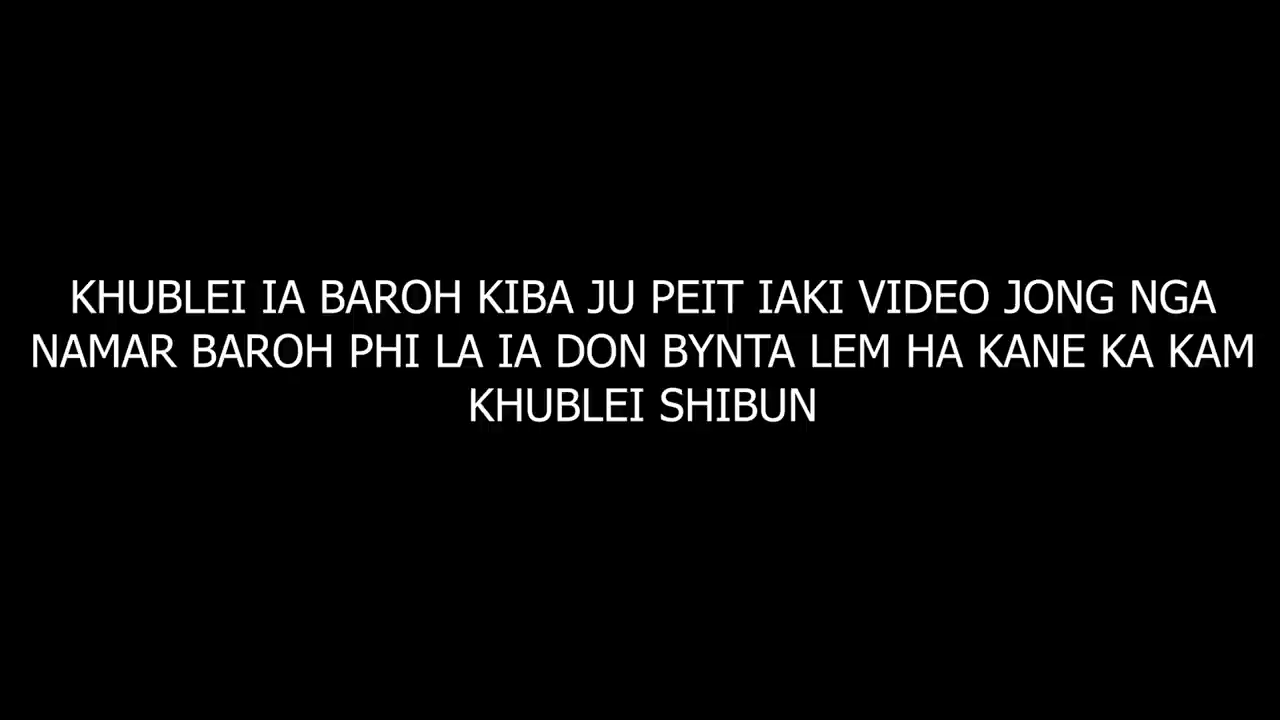 KHUBLEI IA BAROH KIBA JU PEIT IAKI VIDEO JONG NGA
NAMAR BAROH PHI LA IA DON BYNTA LEM HA KANE KA KAM
KHUBLEI SHIBUN